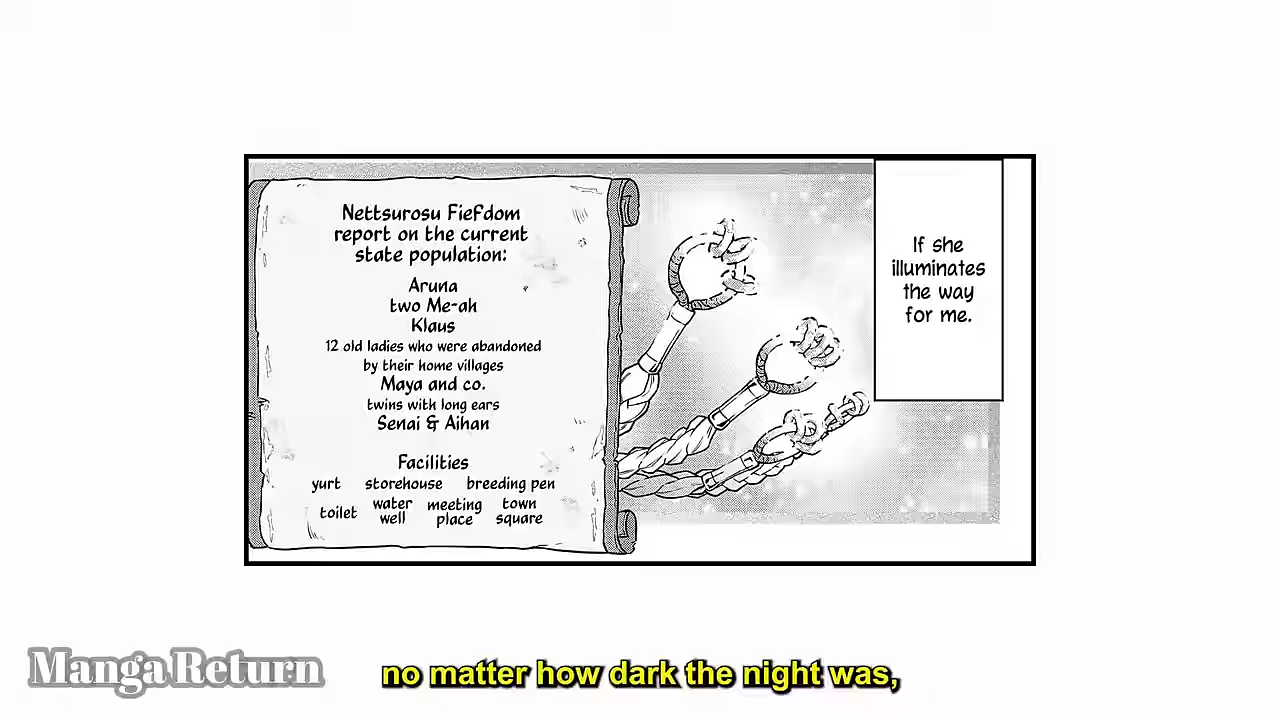 Nettsurosu Fiefdom
report on the current
state population:
Aruna
two Me-ah
Klaus
12 old ladies who were abandoned
by their home villages
Maya and co.
twins with long ears
Senai & Aihan
Facilities
yurt storehouse breeding pen
toilet water well meeting place town square
If she
illuminates
the way
for me.
Manga Return
no matter how dark the night was,